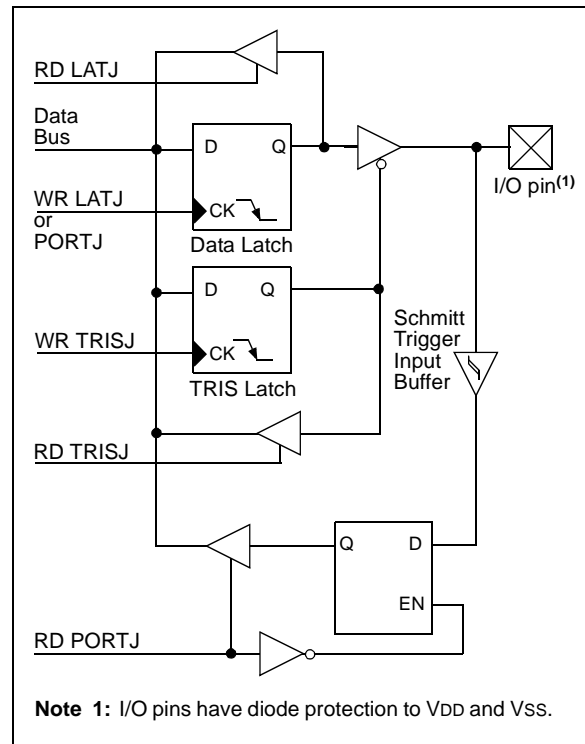 RD LATJ
Data
Bus
D Q
WR LATJ
or
PORTJ
CK
Data Latch
I/O pin(1)
D Q
WR TRISJ
CK
TRIS Latch
Schmitt
Trigger
Input
Buffer
RD TRISJ
Q D
EN
RD PORTJ
Note 1: I/O pins have diode protection to VDD and VSS.